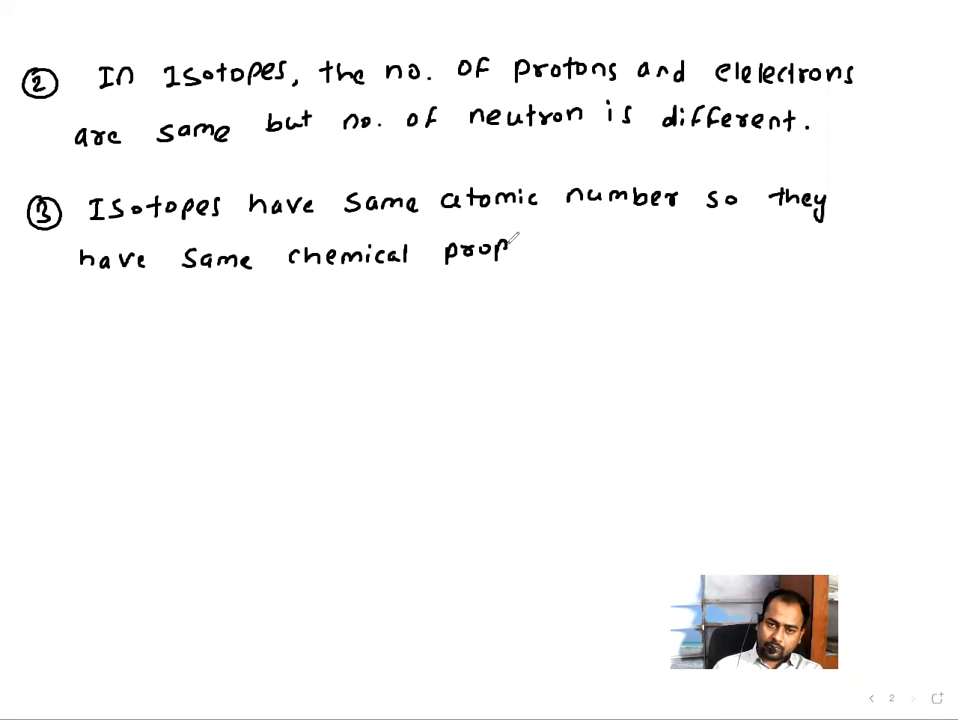 ② In Isotopes, the no. of protons and elelectrons
are same but no. of neutron is different.
③ Isotopes have same atomic number so they
have same chemical prop
2